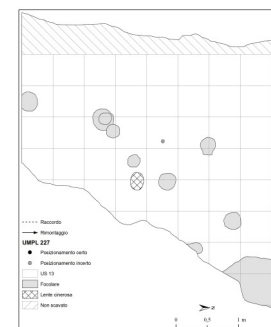 Raccordo
Rimontaggio
UMPL 227
Posizionamento certo
Posizionamento incerto
US 13
Focolare
Lente cinerosa
Non scavato
0 0,5 1 m